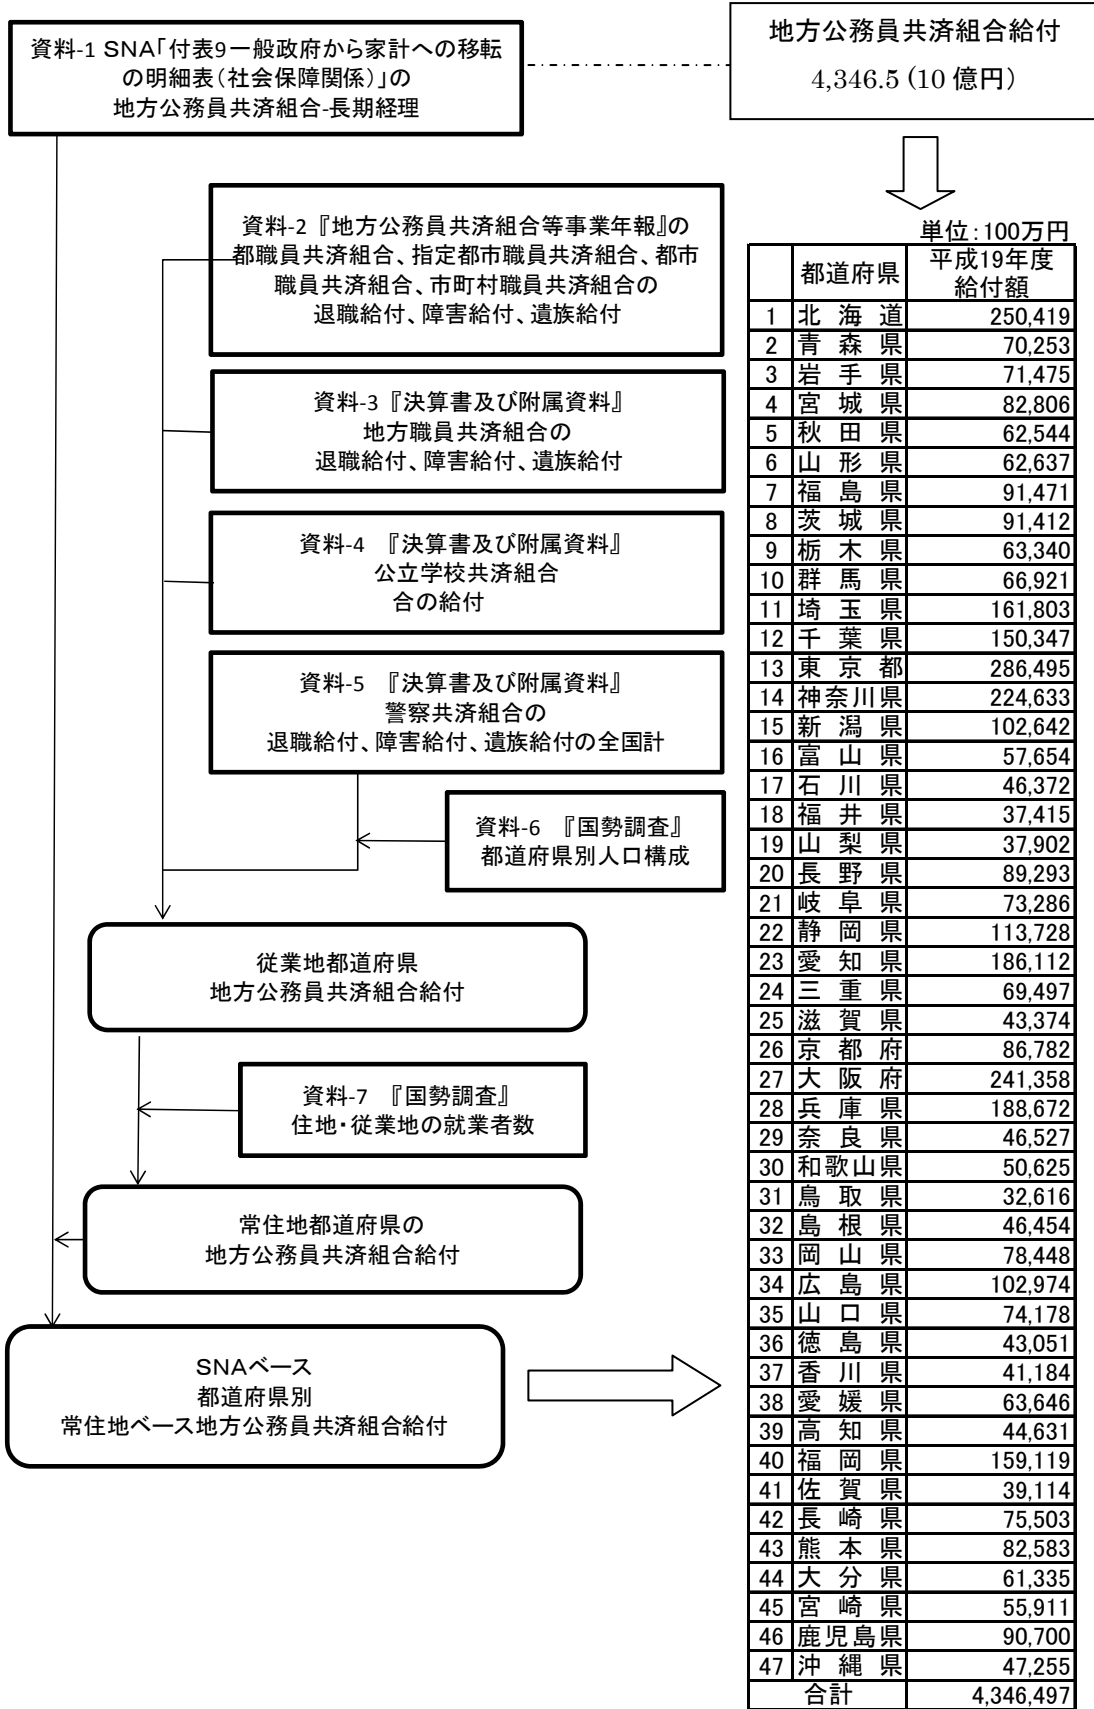 資料-1 SNA「付表9一般政府から家計への移転
の明細表(社会保障関係)」の
地方公務員共済組合-長期経理
地方公務員共済組合給付
4,346.5 (10 億円)
資料-2 『地方公務員共済組合等事業年報』の
都職員共済組合、指定都市職員共済組合、都市
職員共済組合、市町村職員共済組合の
退職給付、障害給付、遺族給付
資料-3 『決算書及び附属資料』
地方職員共済組合の
退職給付、障害給付、遺族給付
資料-4 『決算書及び附属資料』
公立学校共済組合
合の給付
資料-5 『決算書及び附属資料』
警察共済組合の
退職給付、障害給付、遺族給付の全国計
資料-6 『国勢調査』
都道府県別人口構成
従業地都道府県
地方公務員共済組合給付
資料-7 『国勢調査』
住地・従業地の就業者数
常住地都道府県の
地方公務員共済組合給付
SNAベース
都道府県別
常住地ベース地方公務員共済組合給付
単位:100万円
都道府県 平成19年度
給付額
1 北海道 250,419
2 青森県 70,253
3 岩手県 71,475
4 宮城県 82,806
5 秋田県 62,544
6 山形県 62,637
7 福島県 91,471
8 茨城県 91,412
9 栃木県 63,340
10 群馬県 66,921
11 埼玉県 161,803
12 千葉県 150,347
13 東京都 286,495
14 神奈川県 224,633
15 新潟県 102,642
16 富山県 57,654
17 石川県 46,372
18 福井県 37,415
19 山梨県 37,902
20 長野県 89,293
21 岐阜県 73,286
22 静岡県 113,728
23 愛知県 186,112
24 三重県 69,497
25 滋賀県 43,374
26 京都府 86,782
27 大阪府 241,358
28 兵庫県 188,672
29 奈良県 46,527
30 和歌山県 50,625
31 鳥取県 32,616
32 島根県 46,454
33 岡山県 78,448
34 広島県 102,974
35 山口県 74,178
36 徳島県 43,051
37 香川県 41,184
38 愛媛県 63,646
39 高知県 44,631
40 福岡県 159,119
41 佐賀県 39,114
42 長崎県 75,503
43 熊本県 82,583
44 大分県 61,335
45 宮崎県 55,911
46 鹿児島県 90,700
47 沖縄県 47,255
合計 4,346,497